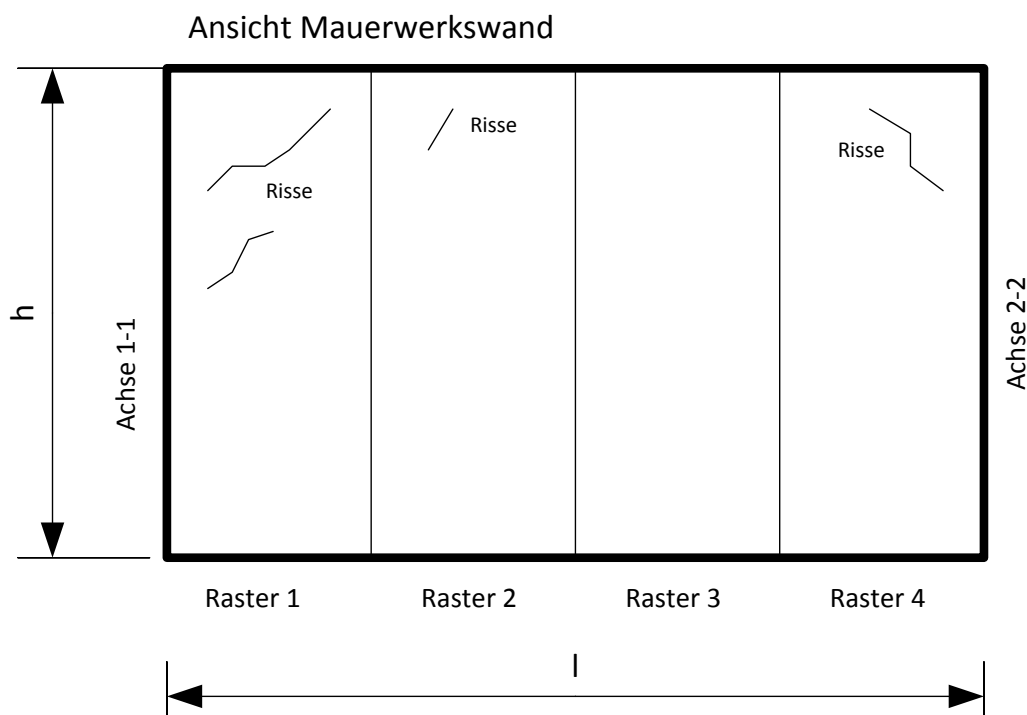 Ansicht Mauerwerkswand
Risse
Risse
Risse
h
Achse 1-1
Achse 2-2
Raster 1
Raster 2
Raster 3
Raster 4
l